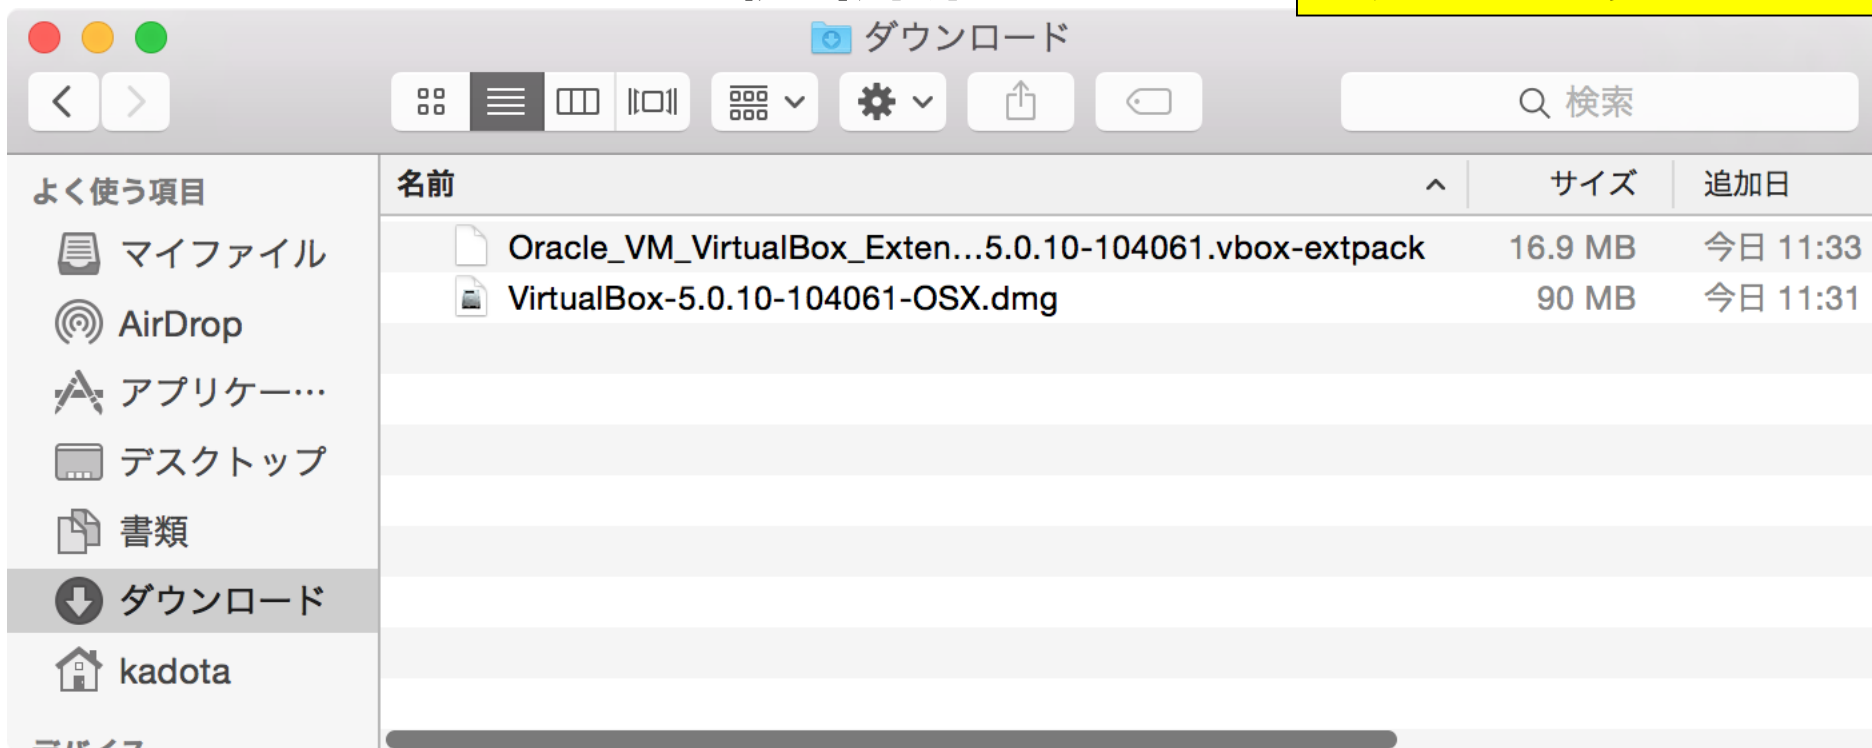 ダウンロード
検索
よく使う項目
名前 サイズ 追加日
マイファイル
Oracle_VM_VirtualBox_Exten...5.0.10-104061.vbox-extpack 16.9 MB 今日 11:33
VirtualBox-5.0.10-104061-OSX.dmg 90 MB 今日 11:31
AirDrop
アプリケー…
デスクトップ
書類
ダウンロード
kadota
デバイス